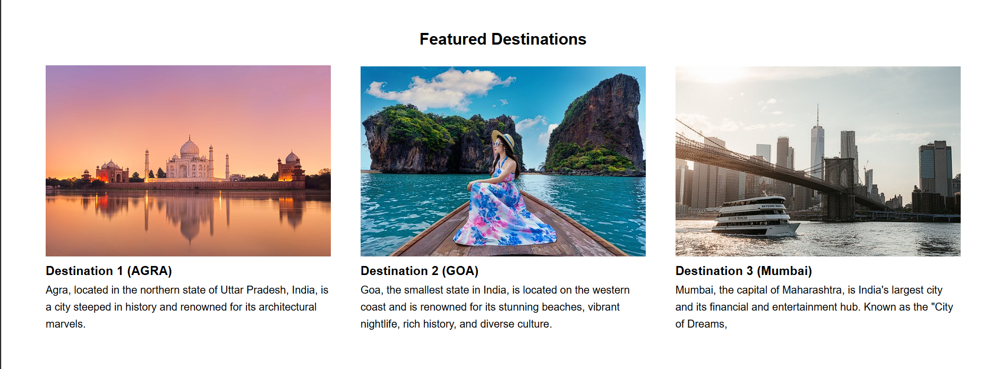 Featured Destinations
SKYLINE PRINCESS
Destination 1 (AGRA)
Agra, located in the northern state of Uttar Pradesh, India, is
a city steeped in history and renowned for its architectural
marvels.
Destination 2 (GOA)
Goa, the smallest state in India, is located on the western
coast and is renowned for its stunning beaches, vibrant
nightlife, rich history, and diverse culture.
Destination 3 (Mumbai)
Mumbai, the capital of Maharashtra, is India's largest city
and its financial and entertainment hub. Known as the "City
of Dreams,